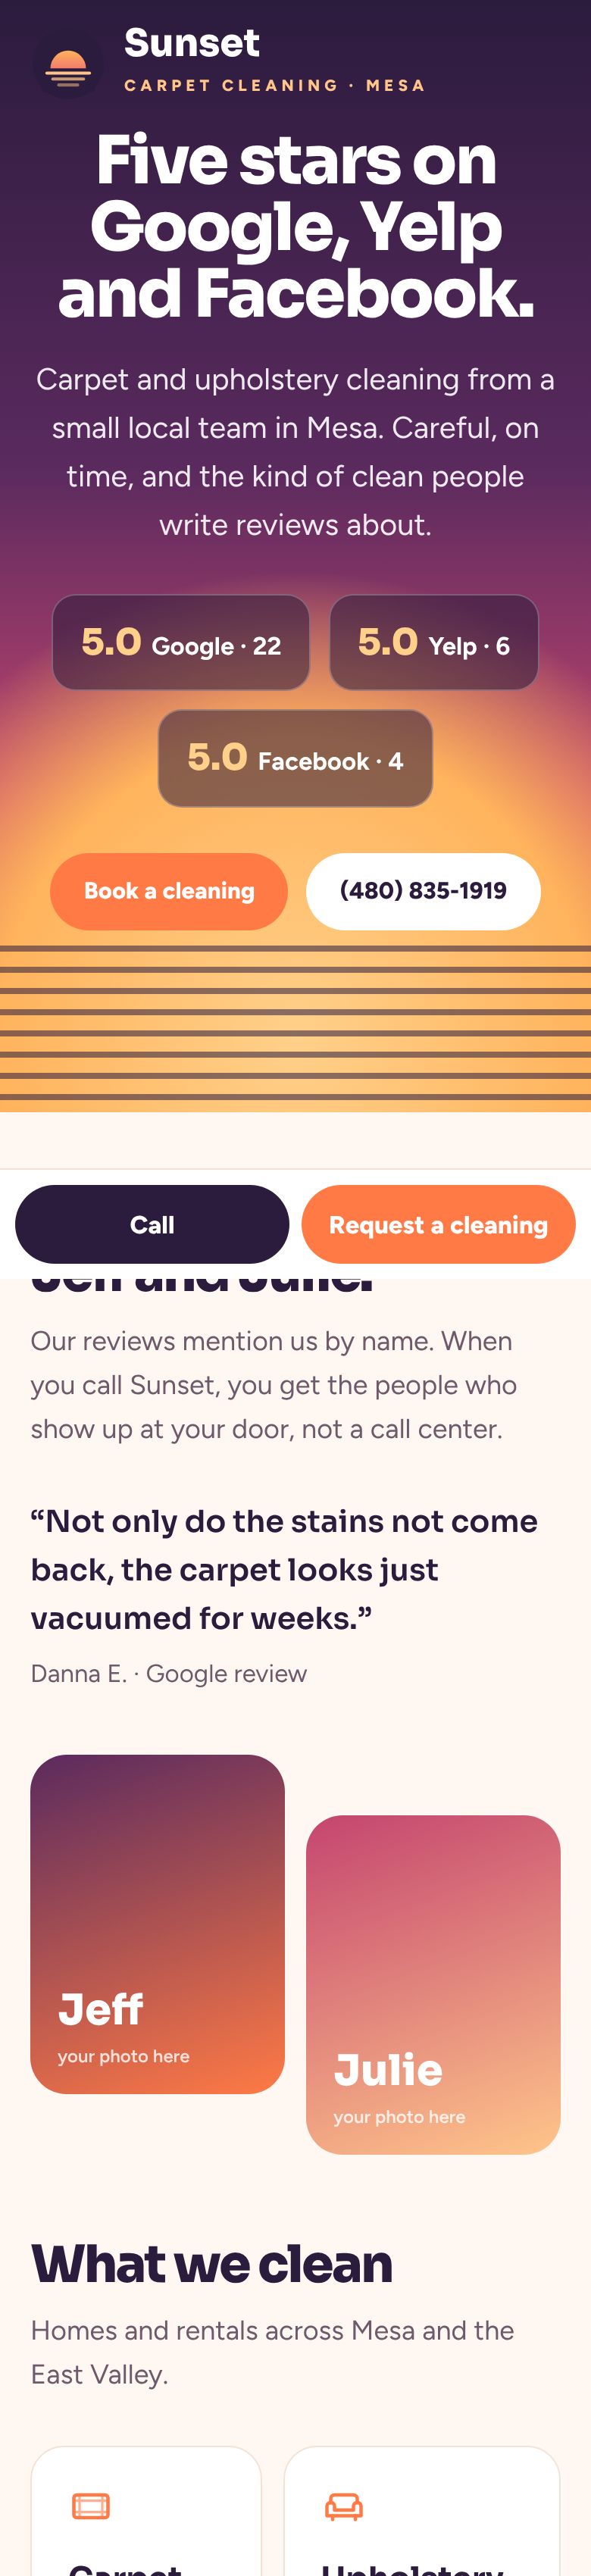 Sunset
CARPET CLEANING · MESA
Five stars on
Google, Yelp
and Facebook.
Carpet and upholstery cleaning from a
small local team in Mesa. Careful, on
time, and the kind of clean people
write reviews about.
5.0 Google · 22
5.0 Yelp · 6
5.0 Facebook · 4
Book a cleaning
(480) 835-1919
Call
Request a cleaning
and Julie.
Our reviews mention us by name. When
you call Sunset, you get the people who
show up at your door, not a call center.
“Not only do the stains not come
back, the carpet looks just
vacuumed for weeks.”
Danna E. · Google review
Jeff
your photo here
Julie
your photo here
What we clean
Homes and rentals across Mesa and the
East Valley.
Carpet
Upholstery